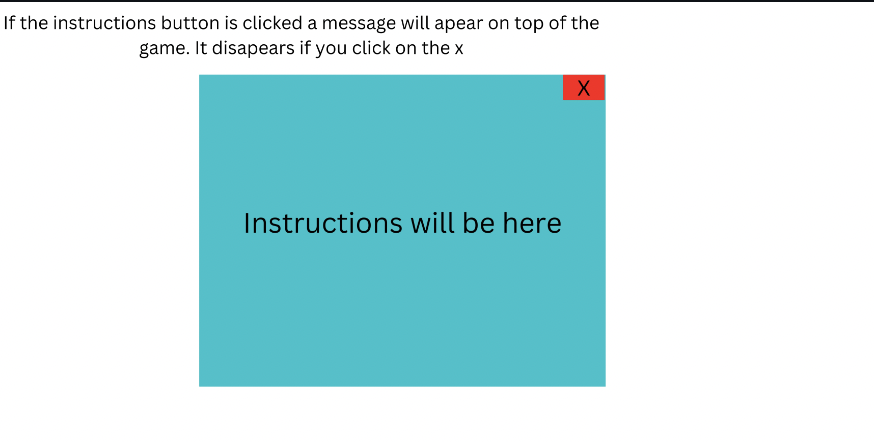 If the instructions button is clicked a message will apear on top of the
game. It disapears if you click on the x
X
Instructions will be here